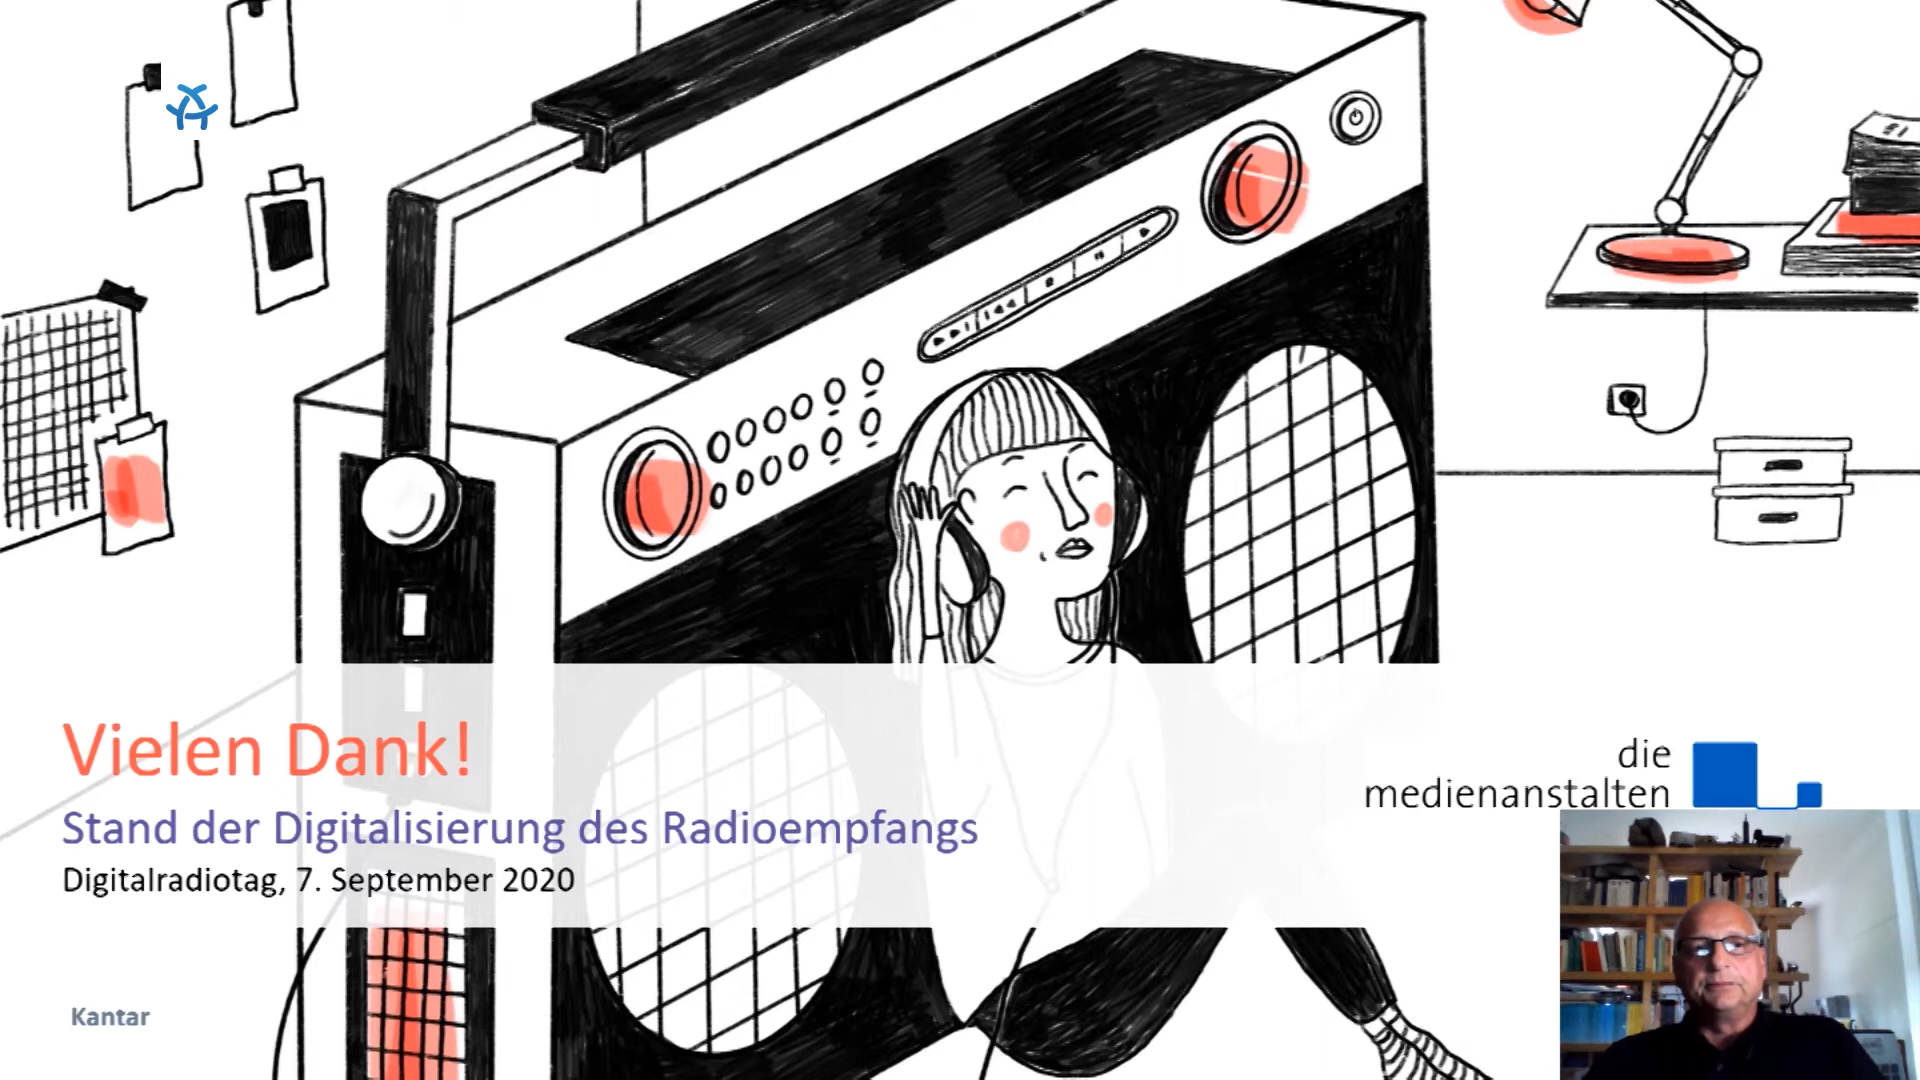 Vielen Dank!
Stand der Digitalisierung des Radioempfangs
Digitalradiotag, 7. September 2020
die
medienanstalten
Kantar